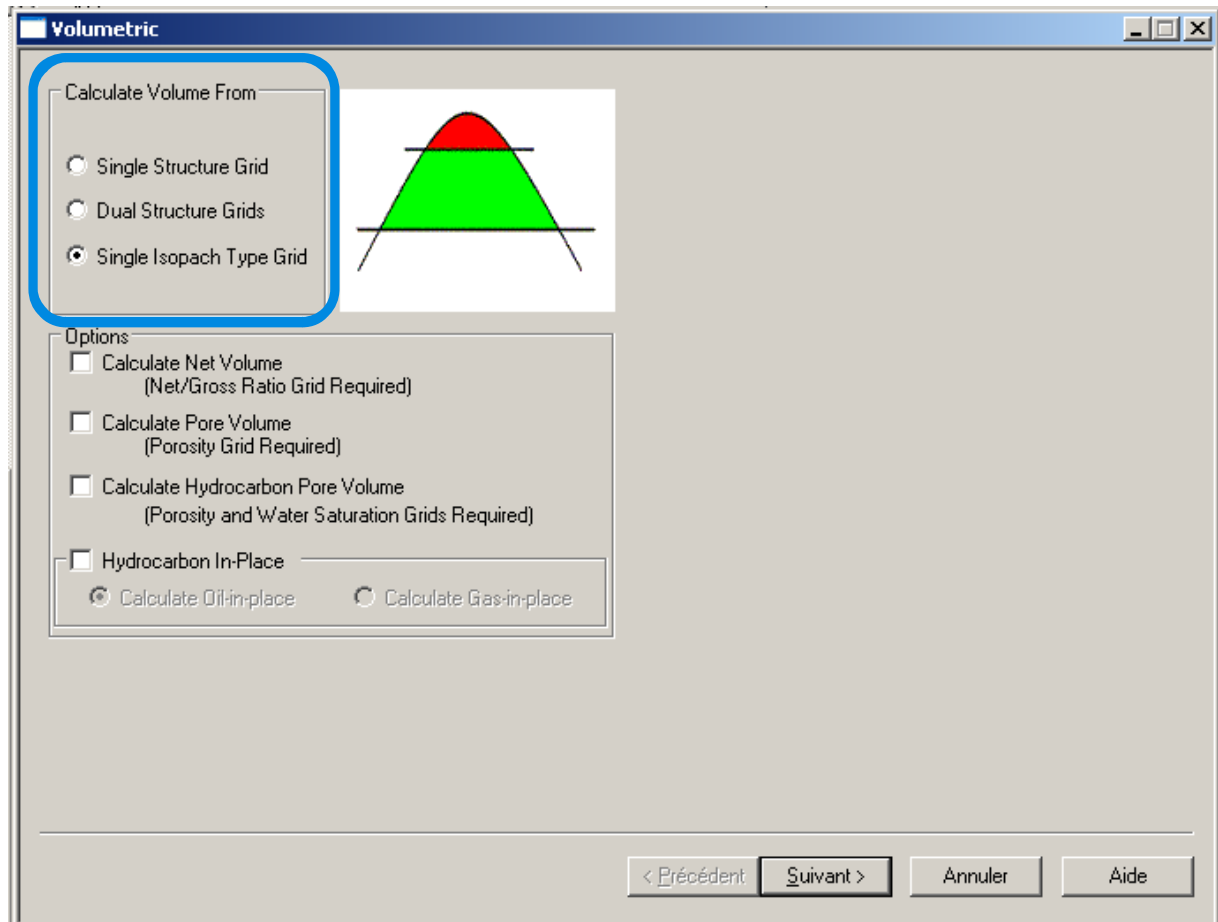 Volumetric
Calculate Volume From
Single Structure Grid
Dual Structure Grids
Single Isopach Type Grid
Options
Calculate Net Volume
(Net/Gross Ratio Grid Required)
Calculate Pore Volume
(Porosity Grid Required)
Calculate Hydrocarbon Pore Volume
(Porosity and Water Saturation Grids Required)
Hydrocarbon In-Place
Calculate Oil-in-place Calculate Gas-in-place
< Précédent Suivant > Annuler Aide